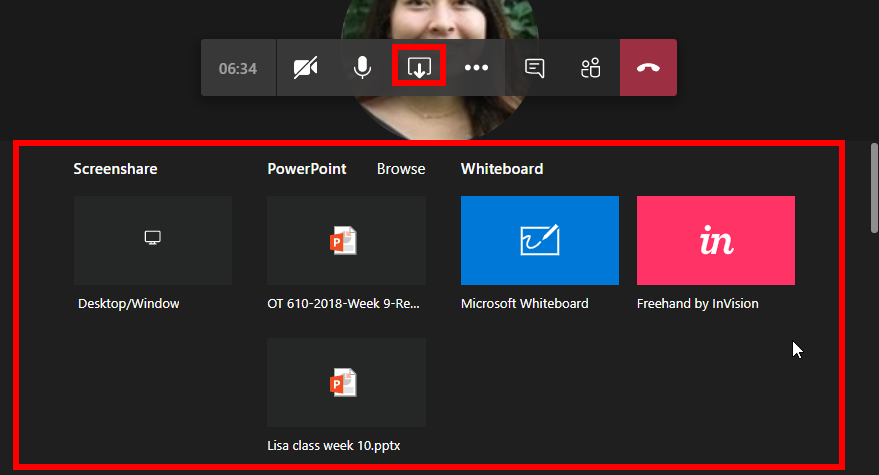 06:34
Screenshare
PowerPoint Browse
Whiteboard
P
in
Desktop/Window
OT 610-2018-Week 9-Re...
Microsoft Whiteboard
Freehand by InVision
P
Lisa class week 10.pptx